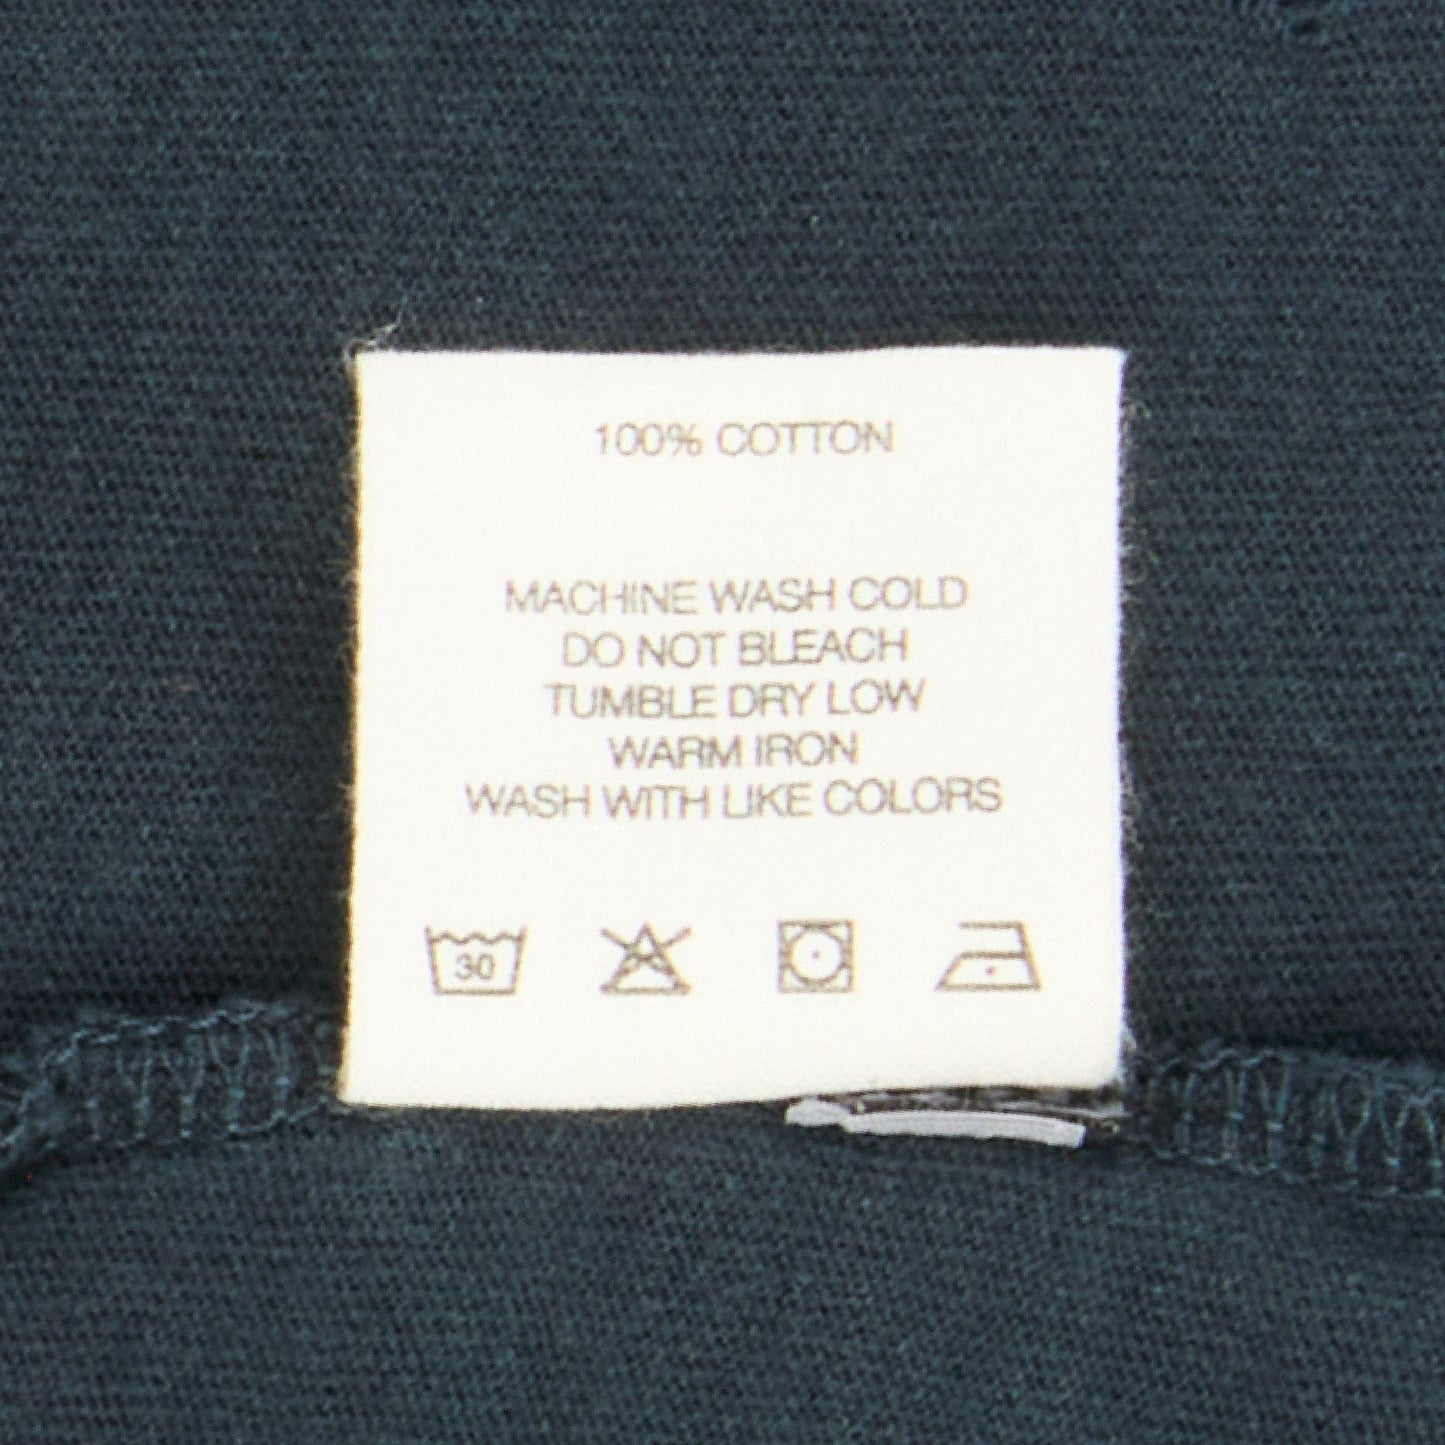 100% COTTON
MACHINE WASH COLD
DO NOT BLEACH
TUMBLE DRY LOW
WARM IRON
WASH WITH LIKE COLORS
30